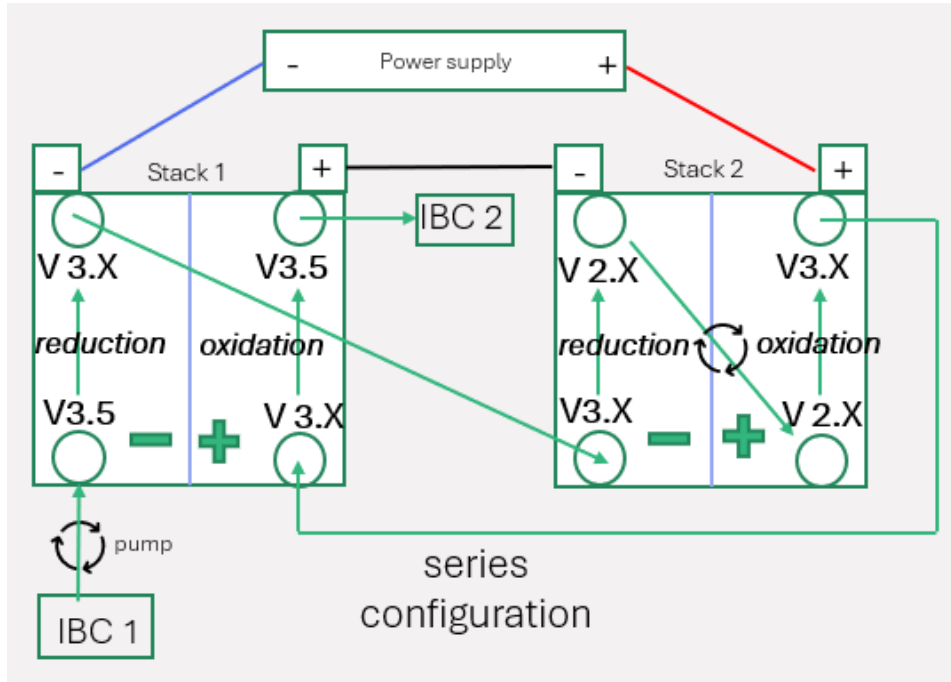 - Power supply +
- Stack 1 + - Stack 2 +
IBC 2
V 3.X V3.5 V 2.X V3.X
reduction oxidation reduction oxidation
V3.5 V 3.X V3.X V 2.X
- + - +
pump
series
configuration
IBC 1